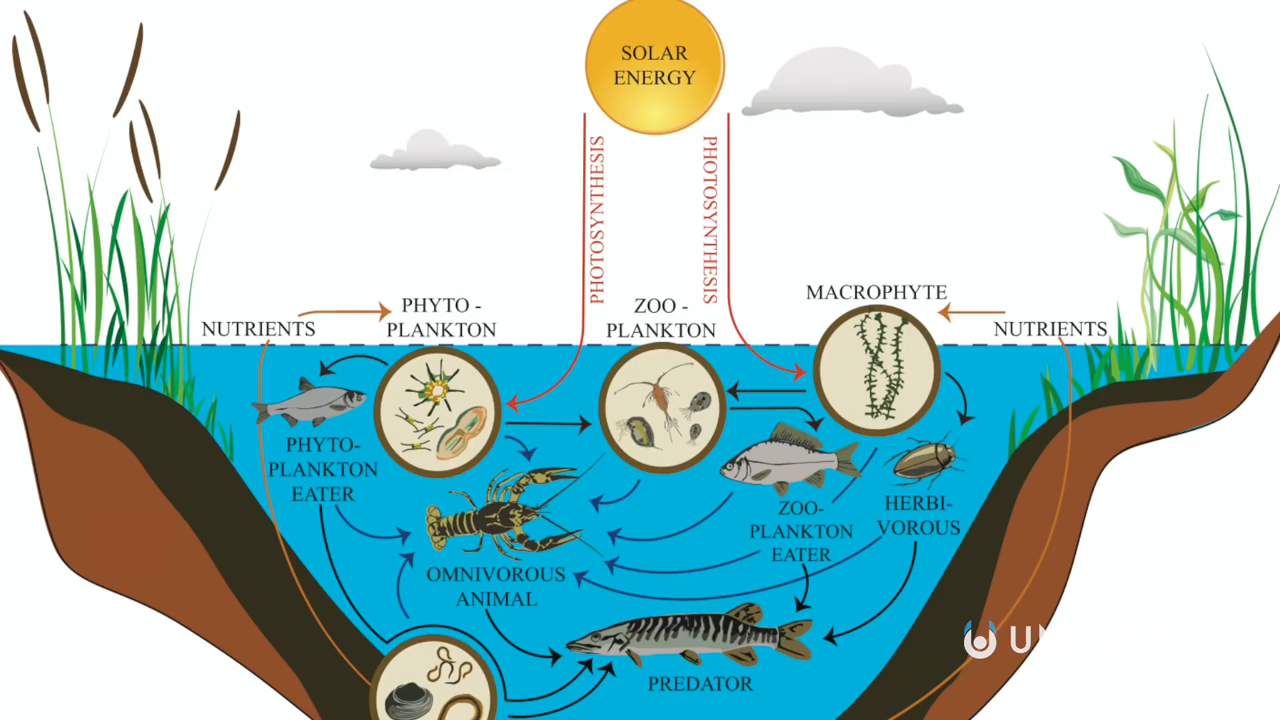 SOLAR
ENERGY
PHOTOSYNTHESIS
PHOTOSYNTHESIS
MACROPHYTE
PHYTO -
PLANKTON
ZOO -
PLANKTON
NUTRIENTS
NUTRIENTS
PHYTO-
PLANKTON
EATER
ZOO-
PLANKTON
EATER
HERBI-
VOROUS
OMNIVOROUS
ANIMAL
PREDATOR